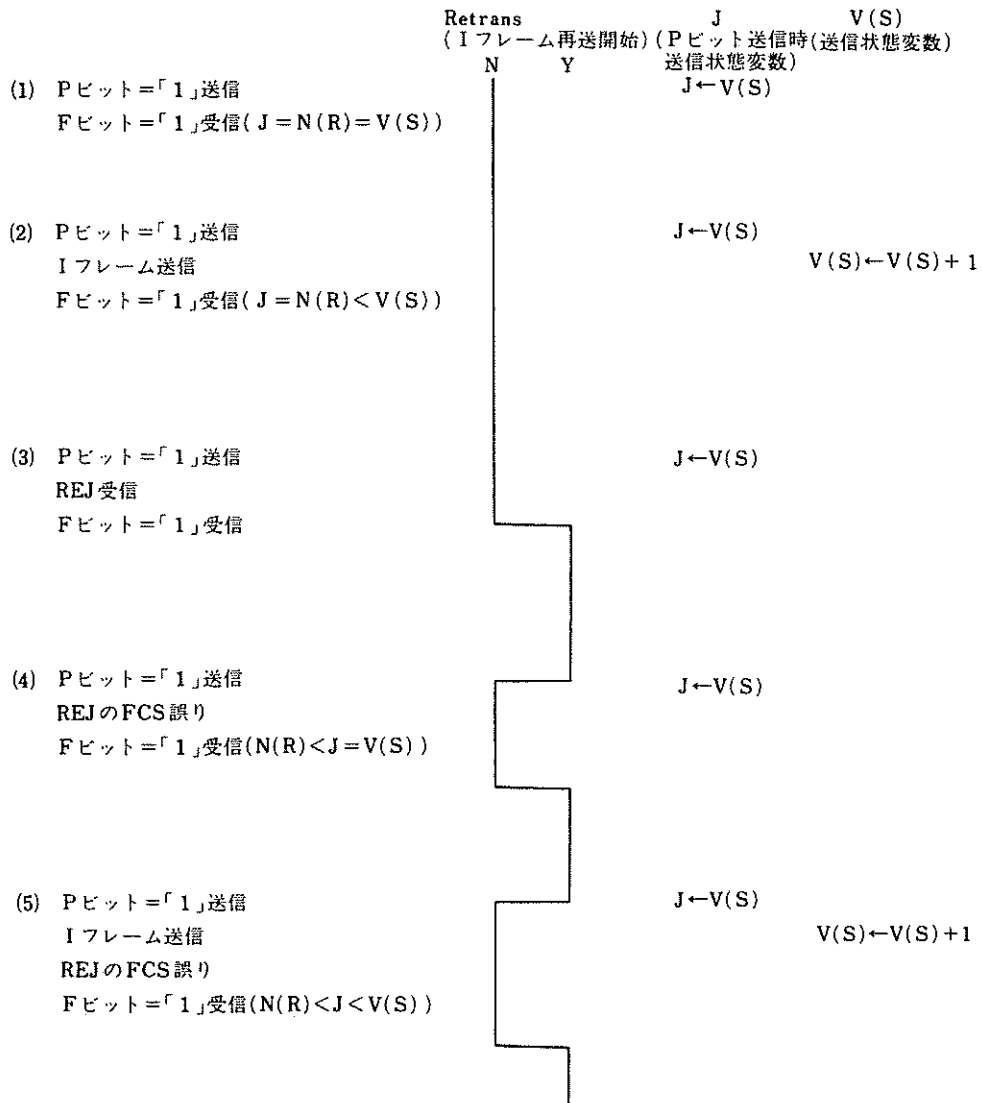 Retrans J V(S)
(Iフレーム再送開始) (Pビット送信時 (送信状態変数)
N Y 送信状態変数)
(1) Pビット=「1」送信 J←V(S)
Fビット=「1」受信(J=N(R)=V(S))
(2) Pビット=「1」送信 J←V(S)
Iフレーム送信 V(S)←V(S)+1
Fビット=「1」受信(J=N(R)<V(S))
(3) Pビット=「1」送信 J←V(S)
REJ受信
Fビット=「1」受信
(4) Pビット=「1」送信 J←V(S)
REJのFCS誤り
Fビット=「1」受信(N(R)<J=V(S))
(5) Pビット=「1」送信 J←V(S)
Iフレーム送信 V(S)←V(S)+1
REJのFCS誤り
Fビット=「1」受信(N(R)<J<V(S))